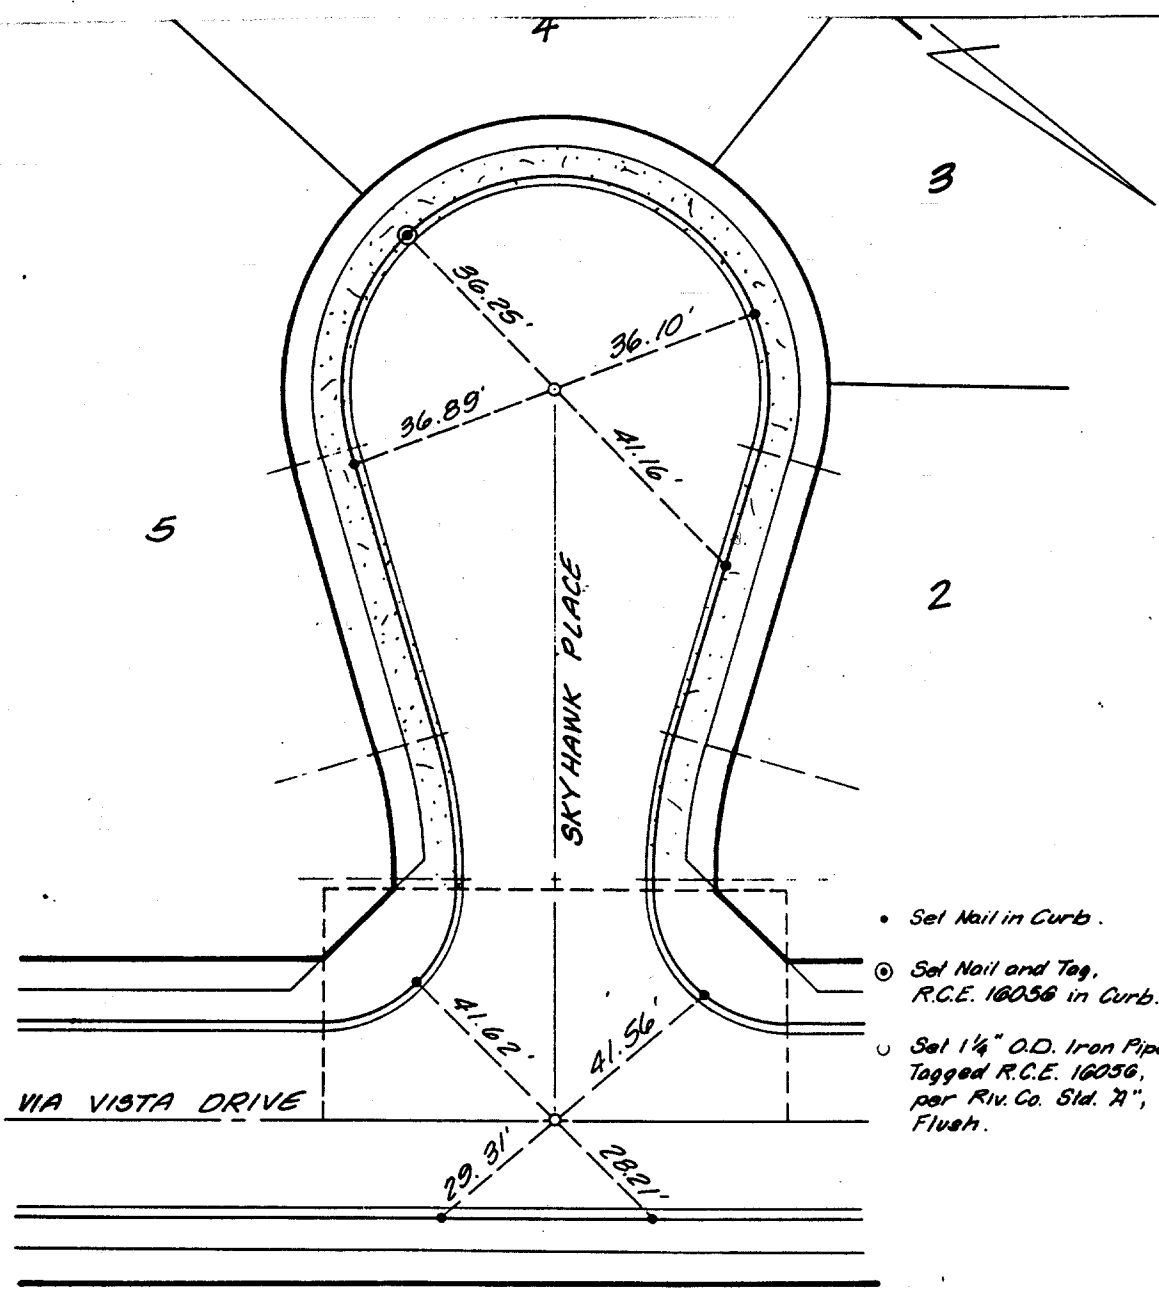 4
3
36.25'
36.10'
36.89'
41.16'
5
2
SKYHAWK PLACE
• Set Nail in Curb.
Set Nail and Tag,
R.C.E. 16056 in Curb.
41.62'
41.56'
Set 1¼" O.D. Iron Pipe
Tagged R.C.E. 16056,
per Riv. Co. Std. "A",
Flush.
VIA VISTA DRIVE
29.31'
28.21'